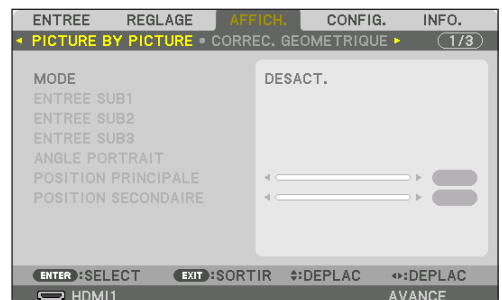 ENTREE REGLAGE AFFICH. CONFIG. INFO.
PICTURE BY PICTURE CORREC. GEOMETRIQUE 1/3
MODE DESACT.
ENTREE SUB1
ENTREE SUB2
ENTREE SUB3
ANGLE PORTRAIT
POSITION PRINCIPALE
POSITION SECONDAIRE
ENTER :SELECT EXIT :SORTIR :DEPLAC :DEPLAC
HDMI1 AVANCE